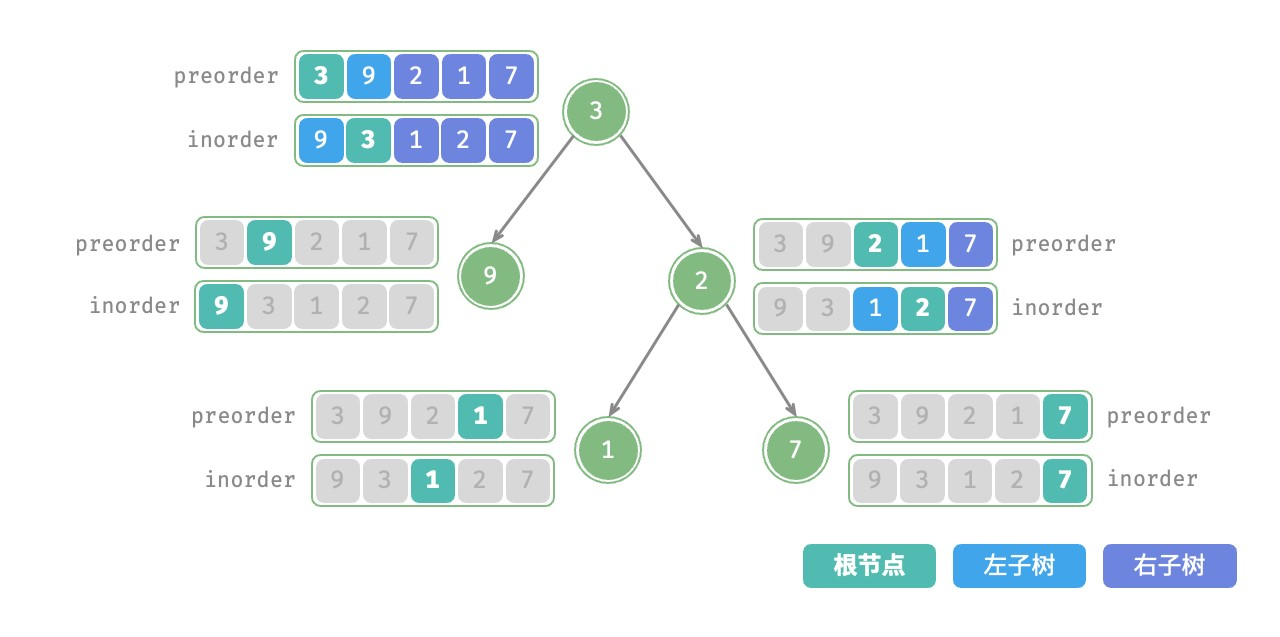 preorder 3 9 2 1 7
3
inorder 9 3 1 2 7
preorder 3 9 2 1 7
9
inorder 9 3 1 2 7
2
3 9 2 1 7 preorder
9 3 1 2 7 inorder
preorder 3 9 2 1 7
1
inorder 9 3 1 2 7
7
3 9 2 1 7 preorder
9 3 1 2 7 inorder
根节点 左子树 右子树